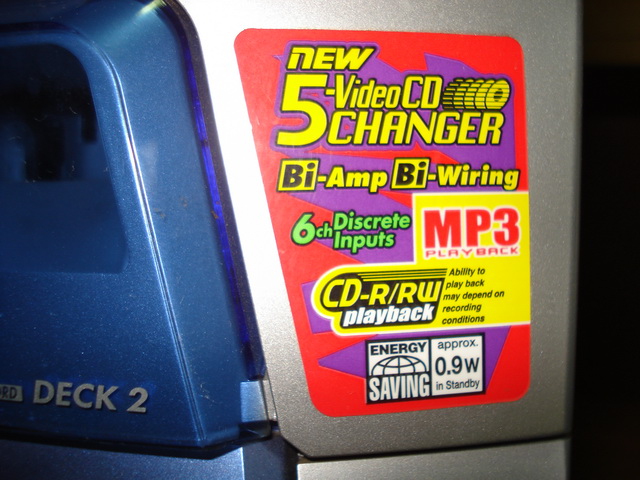 NEW
5-Video CD
CHANGER
Bi-Amp Bi-Wiring
6ch Discrete
Inputs
MP3
PLAYBACK
CD-R/RW
playback
Ability to
play back
may depend on
recording
conditions
ENERGY
SAVING
approx.
0.9W
in Standby
DECK 2